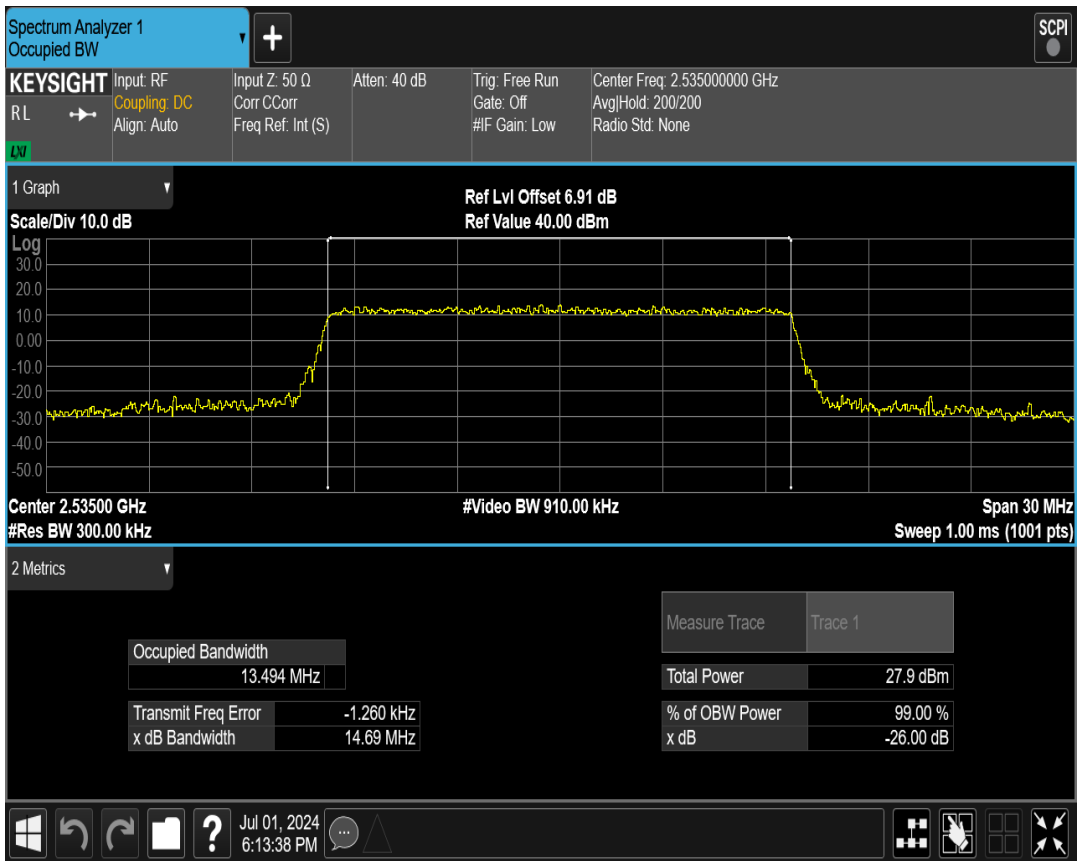 Spectrum Analyzer 1
Occupied BW
+
SCPI
KEYSIGHT
R L
LXI
Input: RF
Coupling: DC
Align: Auto
Input Z: 50 Ω
Corr CCorr
Freq Ref: Int (S)
Atten: 40 dB
Trig: Free Run
Gate: Off
#IF Gain: Low
Center Freq: 2.535000000 GHz
Avg|Hold: 200/200
Radio Std: None
1 Graph
Ref Lvl Offset 6.91 dB
Scale/Div 10.0 dB
Ref Value 40.00 dBm
Log
30.0
20.0
10.0
0.00
-10.0
-20.0
-30.0
-40.0
-50.0
Center 2.53500 GHz
#Video BW 910.00 kHz
Span 30 MHz
#Res BW 300.00 kHz
Sweep 1.00 ms (1001 pts)
2 Metrics
Measure Trace
Trace 1
Occupied Bandwidth
13.494 MHz
Total Power
27.9 dBm
Transmit Freq Error
-1.260 kHz
% of OBW Power
99.00 %
x dB Bandwidth
14.69 MHz
x dB
-26.00 dB
?
Jul 01, 2024
6:13:38 PM